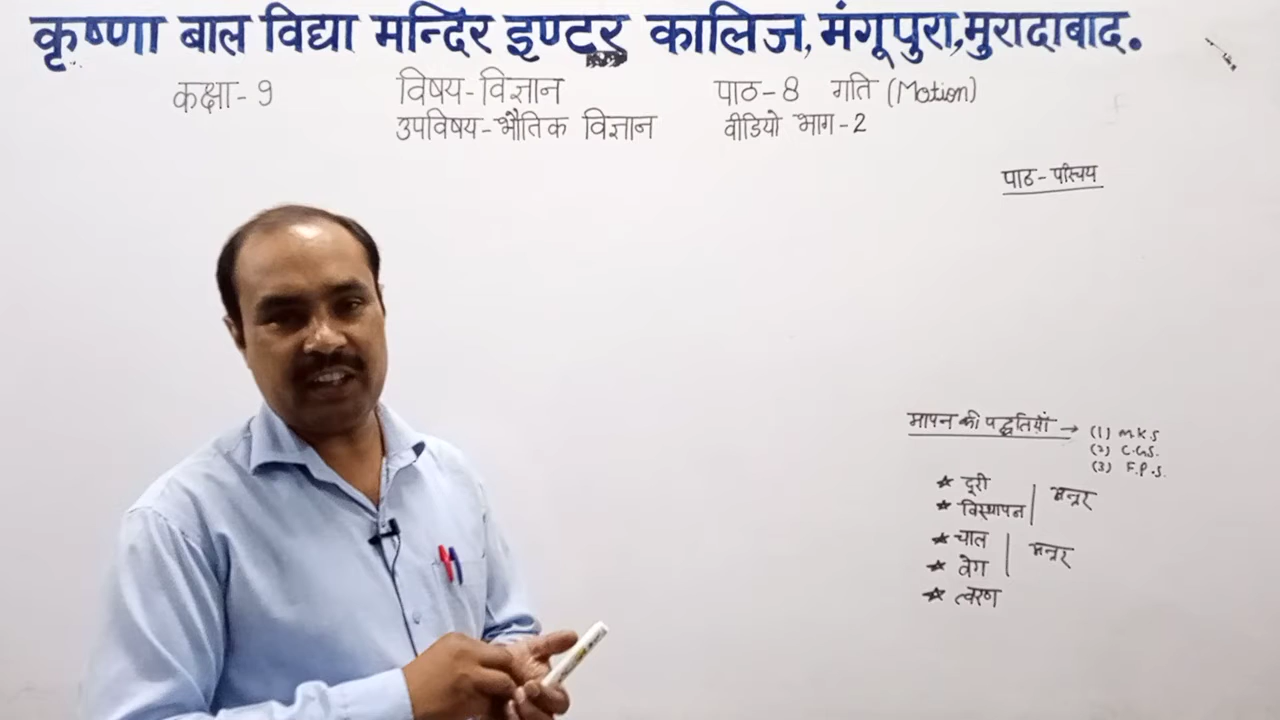 कृष्णा बाल विद्या मन्दिर इण्टर कालिज, मंगूपुरा, मुरादाबाद.
कक्षा - 9 विषय - विज्ञान पाठ - 8 गति (Motion)
उपविषय - भौतिक विज्ञान वीडियो भाग - 2
पाठ - परिचय
मापन की पद्धतियाँ → (1) M.K.S
(2) C.G.S.
(3) F.P.S.
★ दूरी
★ विस्थापन अन्तर
★ चाल
★ वेग अन्तर
★ त्वरण